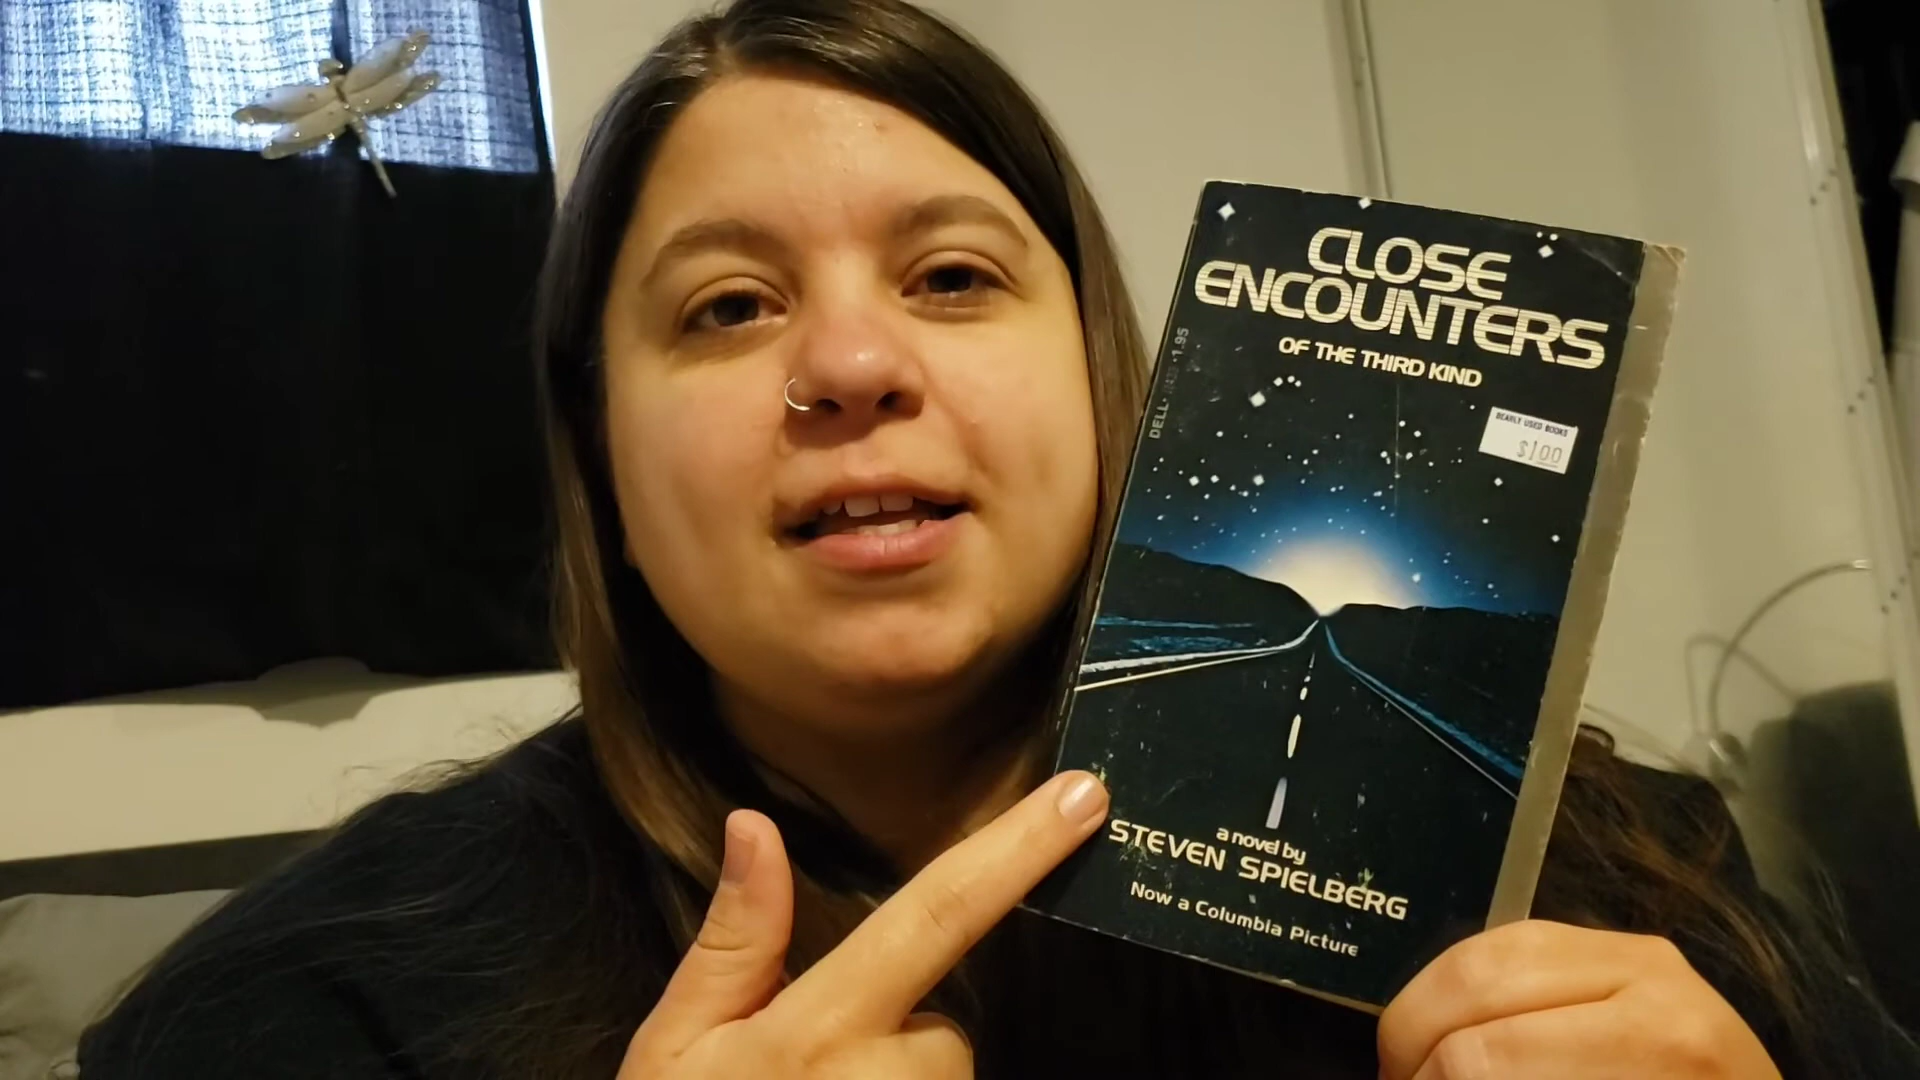 CLOSE
ENCOUNTERS
OF THE THIRD KIND
DELL • 11433 • 1.95
BEARLY USED BOOKS
$1.00
a novel by
STEVEN SPIELBERG
Now a Columbia Picture